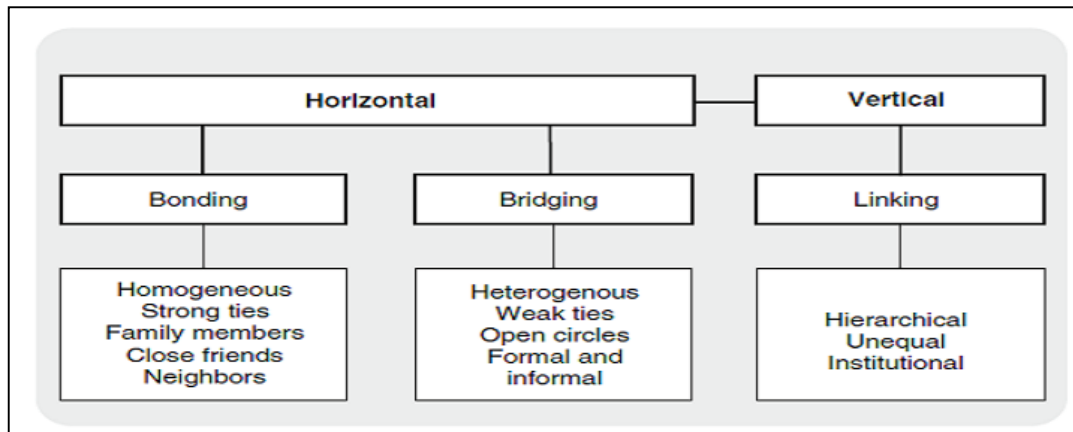 Horizontal
Vertical
Bonding
Bridging
Linking
Homogeneous
Strong ties
Family members
Close friends
Neighbors
Heterogenous
Weak ties
Open circles
Formal and
informal
Hierarchical
Unequal
Institutional